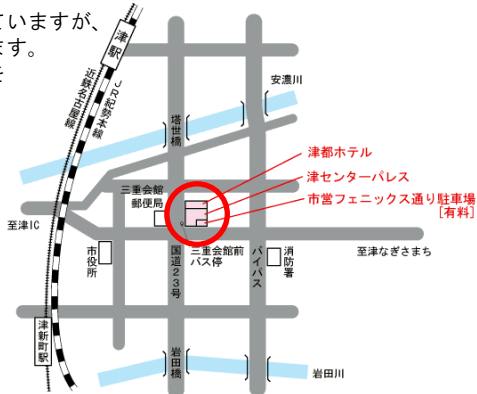 ていますが、
ます。
を
津駅
近鉄名古屋線
JR紀勢本線
塔世橋
安濃川
津都ホテル
津センターパレス
市営フェニックス通り駐車場
[有料]
三重会館
郵便局
至津IC
市役所
国道23号
三重会館前
バス停
バイパス
消防署
至津なぎさまち
津新町駅
岩田橋
岩田川